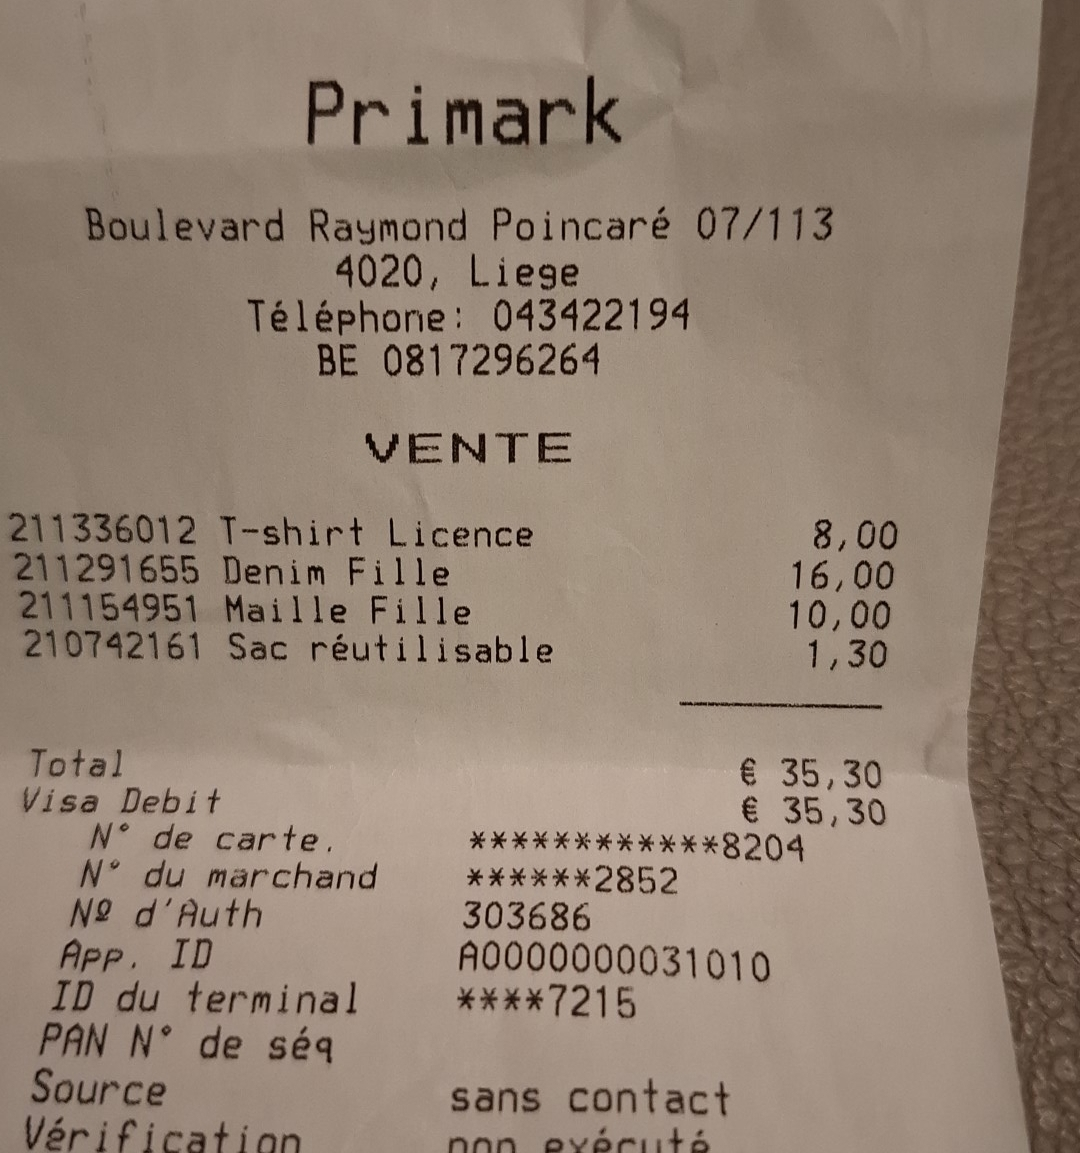 Primark
Boulevard Raymond Poincaré 07/113
4020, Liege
Téléphone: 043422194
BE 0817296264
VENTE
211336012 T-shirt Licence 8,00
211291655 Denim Fille 16,00
211154951 Maille Fille 10,00
210742161 Sac réutilisable 1,30
Total € 35,30
Visa Debit € 35,30
N° de carte. ************8204
N° du marchand ******2852
Nº d'Auth 303686
App. ID A0000000031010
ID du terminal ****7215
PAN N° de séq
Source sans contact
Vérification non exécuté